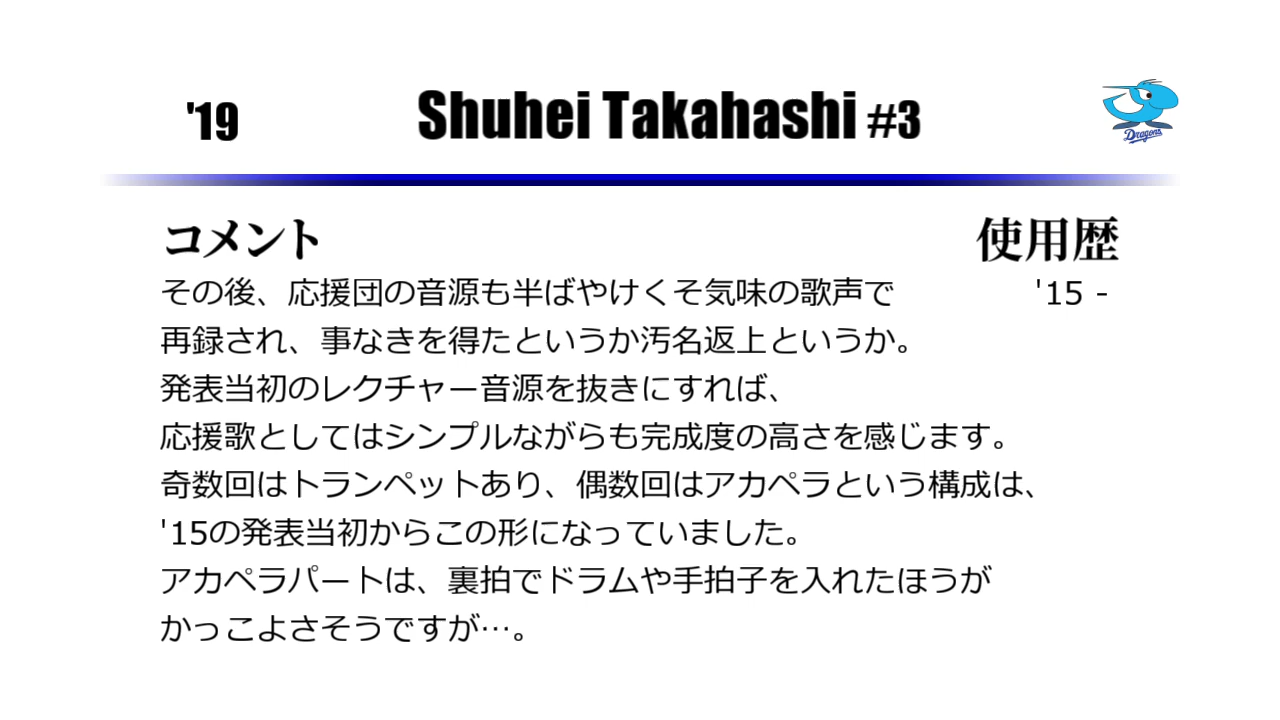 '19
Shuhei Takahashi #3
Dragons
コメント
使用歴
その後、応援団の音源も半ばやけくそ気味の歌声で
'15 -
再録され、事なきを得たというか汚名返上というか。
発表当初のレクチャー音源を抜きにすれば、
応援歌としてはシンプルながらも完成度の高さを感じます。
奇数回はトランペットあり、偶数回はアカペラという構成は、
'15の発表当初からこの形になっていました。
アカペラパートは、裏拍でドラムや手拍子を入れたほうが
かっこよさそうですが…。